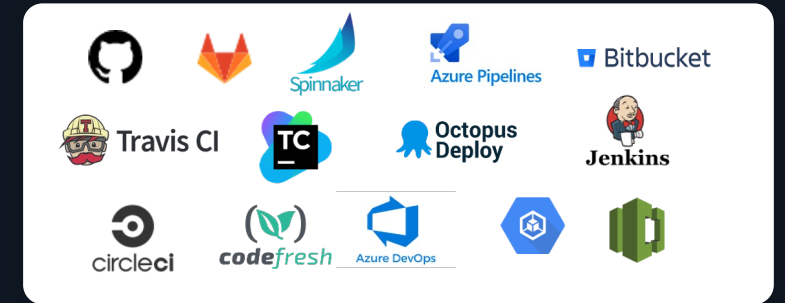 Spinnaker
Azure Pipelines
Bitbucket
T
Travis CI
TC
Octopus
Deploy
Jenkins
circleci
codefresh
Azure DevOps